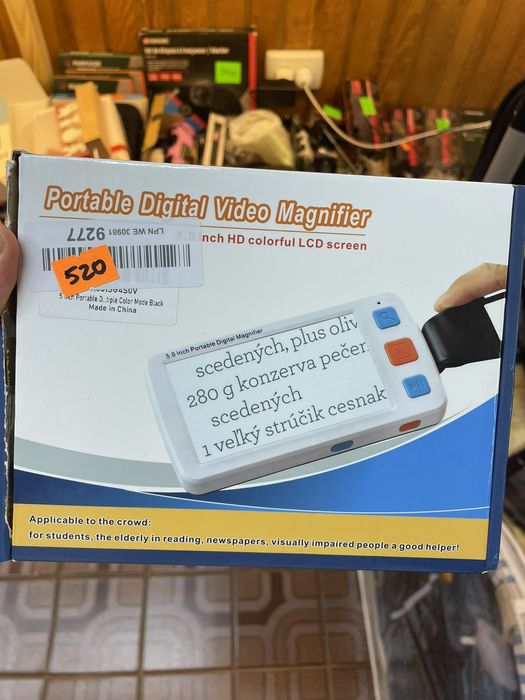 Portable Digital Video Magnifier
5.0 inch HD colorful LCD screen
LPN WE 30981
9277
520
Made in China
5.0 Inch Portable Digital Magnifier
scedených, plus oliv
280 g konzerva pečer
scedených
1 veľký strúčik cesnak
Applicable to the crowd:
for students, the elderly in reading, newspapers, visually impaired people a good helper!